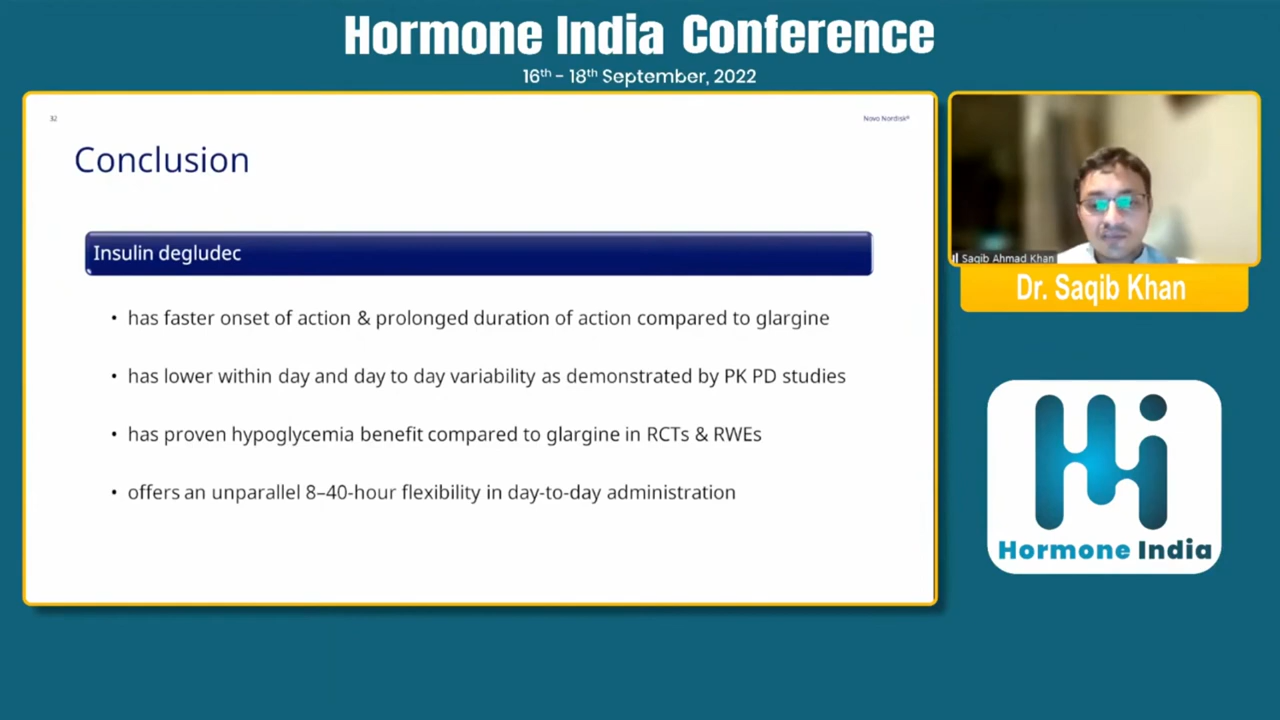 Hormone India Conference
16th - 18th September, 2022
32
Novo Nordisk®
Conclusion
Insulin degludec
• has faster onset of action & prolonged duration of action compared to glargine
• has lower within day and day to day variability as demonstrated by PK PD studies
• has proven hypoglycemia benefit compared to glargine in RCTs & RWEs
• offers an unparallel 8–40-hour flexibility in day-to-day administration
Saqib Ahmad Khan
Dr. Saqib Khan
Hi
Hormone India